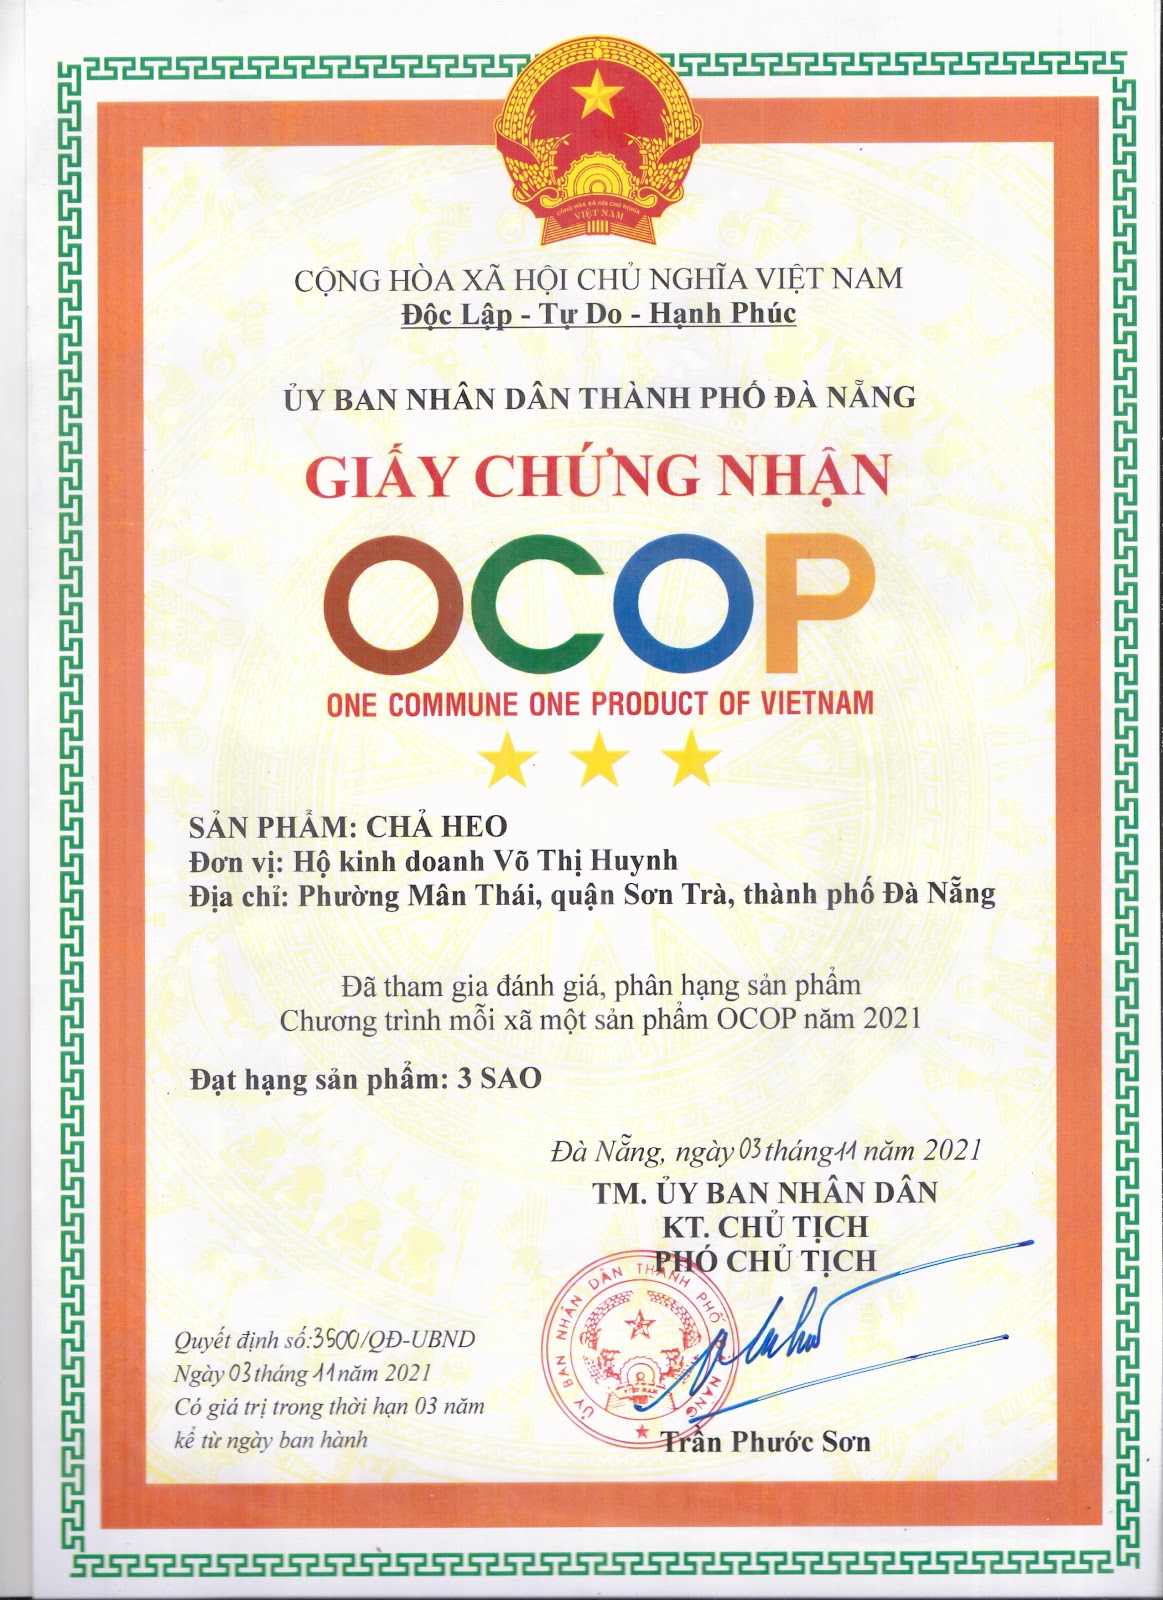 CỘNG HÒA XÃ HỘI CHỦ NGHĨA
VIỆT NAM
CỘNG HÒA XÃ HỘI CHỦ NGHĨA VIỆT NAM
Độc Lập - Tự Do - Hạnh Phúc
ỦY BAN NHÂN DÂN THÀNH PHỐ ĐÀ NẴNG
GIẤY CHỨNG NHẬN
OCOP
ONE COMMUNE ONE PRODUCT OF VIETNAM
SẢN PHẨM: CHẢ HEO
Đơn vị: Hộ kinh doanh Võ Thị Huynh
Địa chỉ: Phường Mân Thái, quận Sơn Trà, thành phố Đà Nẵng
Đã tham gia đánh giá, phân hạng sản phẩm
Chương trình mỗi xã một sản phẩm OCOP năm 2021
Đạt hạng sản phẩm: 3 SAO
Đà Nẵng, ngày 03 tháng 11 năm 2021
TM. ỦY BAN NHÂN DÂN
KT. CHỦ TỊCH
PHÓ CHỦ TỊCH
ỦY BAN NHÂN DÂN THÀNH PHỐ ĐÀ NẴNG
VIỆT NAM
Trần Phước Sơn
Quyết định số:3500/QĐ-UBND
Ngày 03 tháng 11 năm 2021
Có giá trị trong thời hạn 03 năm
kể từ ngày ban hành